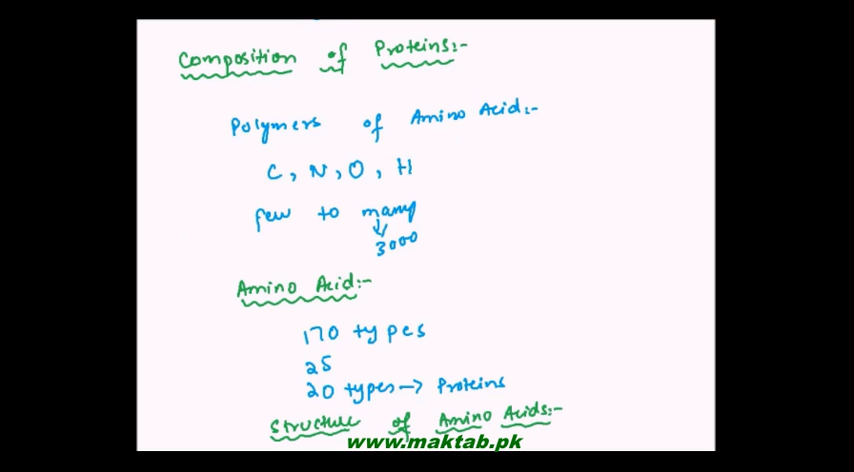 Composition of Proteins:-
Polymers of Amino Acid:-
C, N, O, H
few to many
3000
Amino Acid:-
170 types
25
20 types → Proteins
Structure of Amino Acids:-
www.maktab.pk